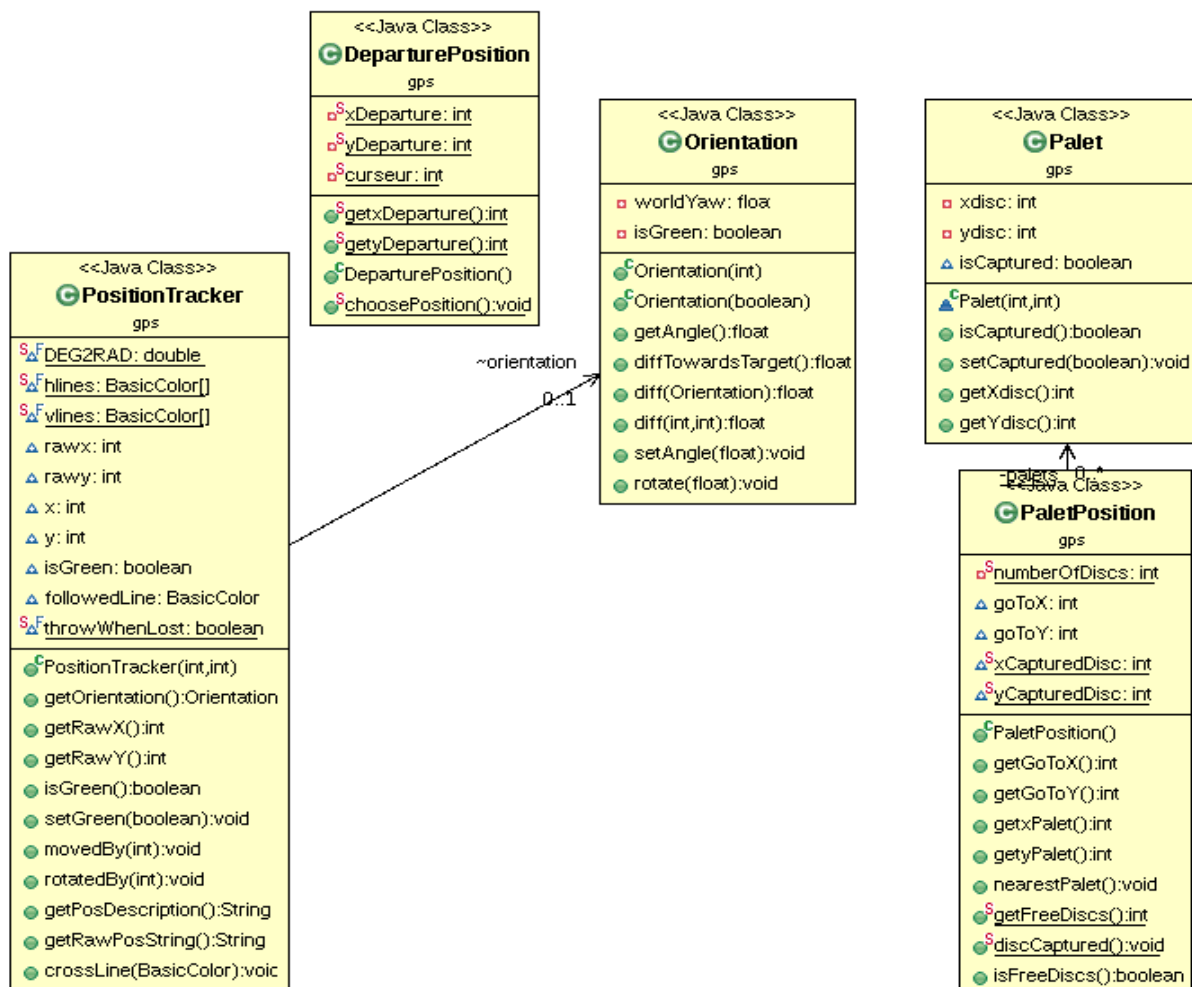 <<Java Class>>
DeparturePosition
gps
xDeparture: int
yDeparture: int
curseur: int
getxDeparture():int
getyDeparture():int
DeparturePosition()
choosePosition():void
<<Java Class>>
Orientation
gps
worldYaw: float
isGreen: boolean
Orientation(int)
Orientation(boolean)
getAngle():float
diffTowardsTarget():float
diff(Orientation):float
diff(int,int):float
setAngle(float):void
rotate(float):void
<<Java Class>>
Palet
gps
xdisc: int
ydisc: int
isCaptured: boolean
Palet(int,int)
isCaptured():boolean
setCaptured(boolean):void
getXdisc():int
getYdisc():int
<<Java Class>>
PositionTracker
gps
DEG2RAD: double
hlines: BasicColor[]
vlines: BasicColor[]
rawx: int
rawy: int
x: int
y: int
isGreen: boolean
followedLine: BasicColor
throwWhenLost: boolean
PositionTracker(int,int)
getOrientation():Orientation
getRawX():int
getRawY():int
isGreen():boolean
setGreen(boolean):void
movedBy(int):void
rotatedBy(int):void
getPosDescription():String
getRawPosString():String
crossLine(BasicColor):void
~orientation
0..1
-palets 0..*
<<Java Class>>
PaletPosition
gps
numberOfDiscs: int
goToX: int
goToY: int
xCapturedDisc: int
yCapturedDisc: int
PaletPosition()
getGoToX():int
getGoToY():int
getxPalet():int
getyPalet():int
nearestPalet():void
getFreeDiscs():int
discCaptured():void
isFreeDiscs():boolean